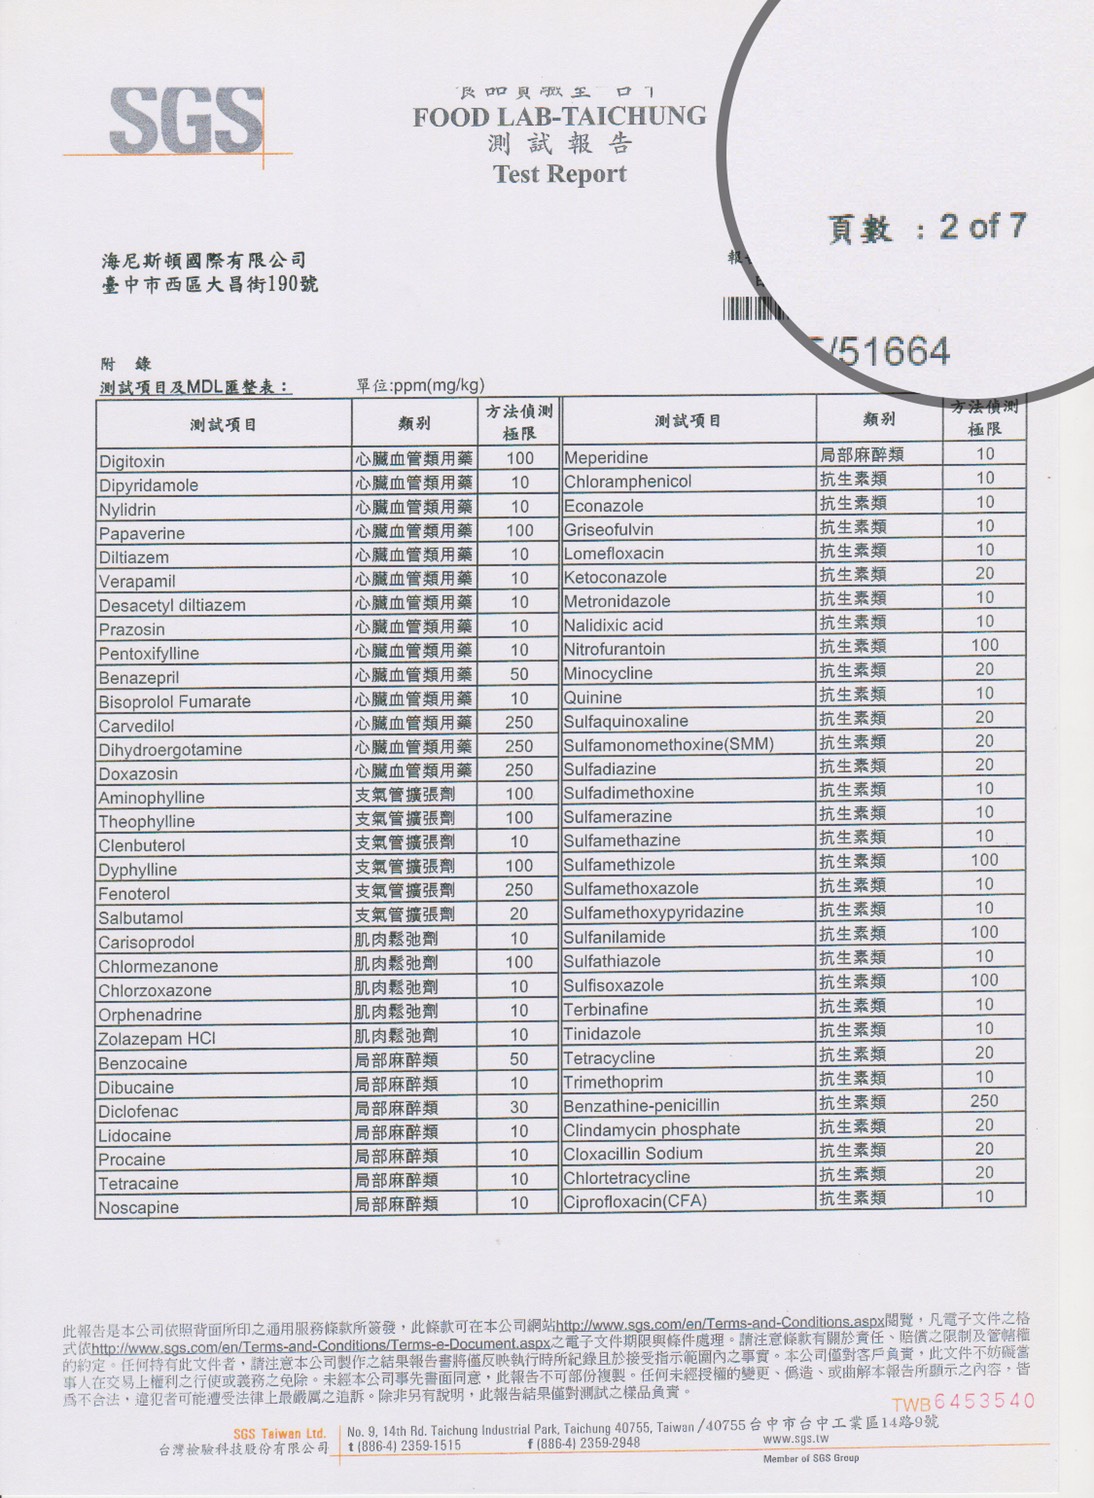 SGS
FOOD LAB-TAICHUNG
測試報告
Test Report
頁數 : 2 of 7
海尼斯頓國際有限公司
臺中市西區大昌街190號
/51664
附 錄
測試項目及MDL匯整表： 單位:ppm(mg/kg)
測試項目 類別 方法偵測極限 測試項目 類別 方法偵測極限
Digitoxin 心臟血管類用藥 100 Meperidine 局部麻醉類 10
Dipyridamole 心臟血管類用藥 10 Chloramphenicol 抗生素類 10
Nylidrin 心臟血管類用藥 10 Econazole 抗生素類 10
Papaverine 心臟血管類用藥 100 Griseofulvin 抗生素類 10
Diltiazem 心臟血管類用藥 10 Lomefloxacin 抗生素類 10
Verapamil 心臟血管類用藥 10 Ketoconazole 抗生素類 20
Desacetyl diltiazem 心臟血管類用藥 10 Metronidazole 抗生素類 10
Prazosin 心臟血管類用藥 10 Nalidixic acid 抗生素類 10
Pentoxifylline 心臟血管類用藥 10 Nitrofurantoin 抗生素類 100
Benazepril 心臟血管類用藥 50 Minocycline 抗生素類 20
Bisoprolol Fumarate 心臟血管類用藥 10 Quinine 抗生素類 10
Carvedilol 心臟血管類用藥 250 Sulfaquinoxaline 抗生素類 20
Dihydroergotamine 心臟血管類用藥 250 Sulfamonomethoxine(SMM) 抗生素類 20
Doxazosin 心臟血管類用藥 250 Sulfadiazine 抗生素類 20
Aminophylline 支氣管擴張劑 100 Sulfadimethoxine 抗生素類 10
Theophylline 支氣管擴張劑 100 Sulfamerazine 抗生素類 10
Clenbuterol 支氣管擴張劑 10 Sulfamethazine 抗生素類 10
Dyphylline 支氣管擴張劑 100 Sulfamethizole 抗生素類 100
Fenoterol 支氣管擴張劑 250 Sulfamethoxazole 抗生素類 10
Salbutamol 支氣管擴張劑 20 Sulfamethoxypyridazine 抗生素類 10
Carisoprodol 肌肉鬆弛劑 10 Sulfanilamide 抗生素類 100
Chlormezanone 肌肉鬆弛劑 100 Sulfathiazole 抗生素類 10
Chlorzoxazone 肌肉鬆弛劑 10 Sulfisoxazole 抗生素類 100
Orphenadrine 肌肉鬆弛劑 10 Terbinafine 抗生素類 10
Zolazepam HCl 肌肉鬆弛劑 10 Tinidazole 抗生素類 10
Benzocaine 局部麻醉類 50 Tetracycline 抗生素類 20
Dibucaine 局部麻醉類 10 Trimethoprim 抗生素類 10
Diclofenac 局部麻醉類 30 Benzathine-penicillin 抗生素類 250
Lidocaine 局部麻醉類 10 Clindamycin phosphate 抗生素類 20
Procaine 局部麻醉類 10 Cloxacillin Sodium 抗生素類 20
Tetracaine 局部麻醉類 10 Chlortetracycline 抗生素類 20
Noscapine 局部麻醉類 10 Ciprofloxacin(CFA) 抗生素類 10
此報告是本公司依照背面所印之通用服務條款所簽發，此條款可在本公司網站http://www.sgs.com/en/Terms-and-Conditions.aspx閱覽，凡電子文件之格
式依http://www.sgs.com/en/Terms-and-Conditions/Terms-e-Document.aspx之電子文件期限與條件處理。請注意條款有關於責任、賠償之限制及管轄權
的約定。任何持有此文件者，請注意本公司製作之結果報告書將僅反映執行時所紀錄且於接受指示範圍內之事實。本公司僅對客戶負責，此文件不妨礙當
事人在交易上權利之行使或義務之免除。未經本公司事先書面同意，此報告不可部份複製。任何未經授權的變更、偽造、或曲解本報告所顯示之內容，皆
為不合法，違犯者可能遭受法律上最嚴厲之追訴。除非另有說明，此報告結果僅對測試之樣品負責。
TWB6453540
SGS Taiwan Ltd. No. 9, 14th Rd. Taichung Industrial Park, Taichung 40755, Taiwan /40755台中市台中工業區14路9號
台灣檢驗科技股份有限公司 t (886-4) 2359-1515 f (886-4) 2359-2948 www.sgs.tw
Member of SGS Group